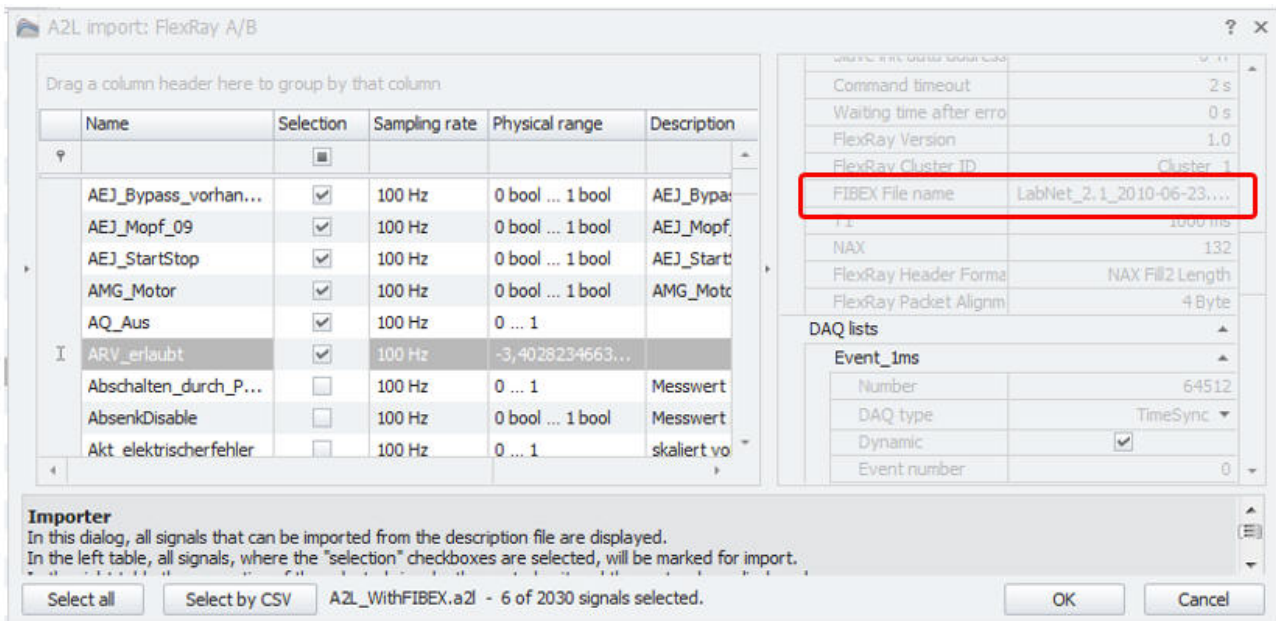 A2L import: FlexRay A/B ? ×
Drag a column header here to group by that column
Name Selection Sampling rate Physical range Description
AEJ_Bypass_vorhan... 100 Hz 0 bool ... 1 bool AEJ_Bypas
AEJ_Mopf_09 100 Hz 0 bool ... 1 bool AEJ_Mopf_
AEJ_StartStop 100 Hz 0 bool ... 1 bool AEJ_Start
AMG_Motor 100 Hz 0 bool ... 1 bool AMG_Moto
AQ_Aus 100 Hz 0 ... 1
ARV_erlaubt 100 Hz -3,4028234663...
Abschalten_durch_P... 100 Hz 0 ... 1 Messwert
AbsenkDisable 100 Hz 0 bool ... 1 bool Messwert
Akt_elektrischerfehler 100 Hz 0 ... 1 skaliert vo
Command timeout 2 s
Waiting time after erro 0 s
FlexRay Version 1.0
FlexRay Cluster ID Cluster_1
FIBEX File name LabNet_2.1_2010-06-23....
T1 1000 ms
NAX 132
FlexRay Header Forma NAX Fill2 Length
FlexRay Packet Alignm 4 Byte
DAQ lists
Event_1ms
Number 64512
DAQ type TimeSync
Dynamic
Event number 0
Importer
In this dialog, all signals that can be imported from the description file are displayed.
In the left table, all signals, where the "selection" checkboxes are selected, will be marked for import.
Select all Select by CSV A2L_WithFIBEX.a2l - 6 of 2030 signals selected. OK Cancel